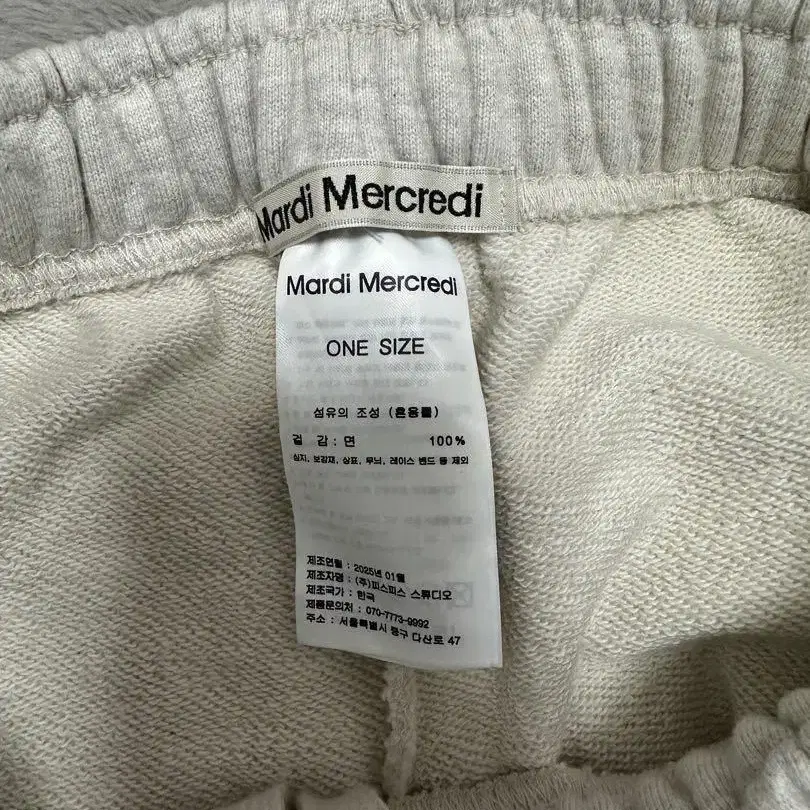 Mardi Mercredi
Mardi Mercredi
ONE SIZE
섬유의 조성 (혼용률)
겉 감 : 면 100%
심지, 보강재, 상표, 무늬, 레이스 밴드 등 제외
제조연월 : 2025년 01월
제조자명 : (주)피스피스 스튜디오
제조국가 : 한국
제품문의처 : 070-7773-9992
주소 : 서울특별시 중구 다산로 47